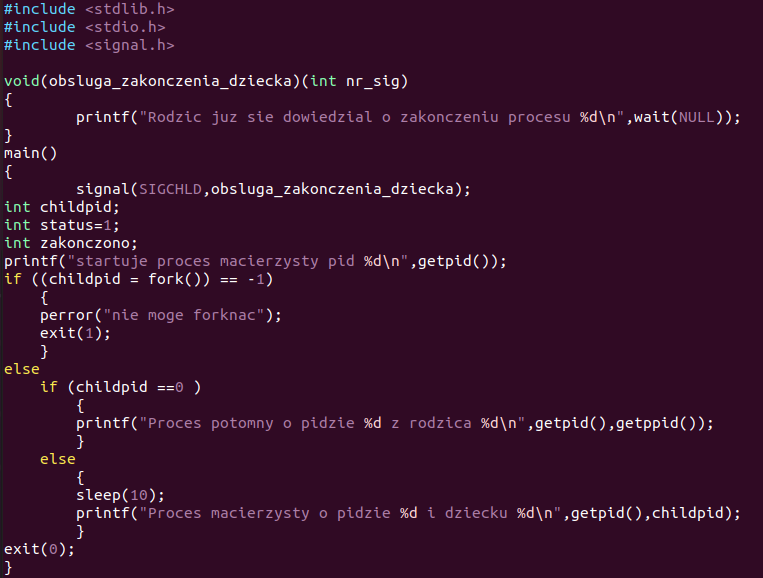 #include <stdlib.h>
#include <stdio.h>
#include <signal.h>

void(obsluga_zakonczenia_dziecka)(int nr_sig)
{
        printf("Rodzic juz sie dowiedzial o zakonczeniu procesu %d\n",wait(NULL));
}
main()
{
        signal(SIGCHLD,obsluga_zakonczenia_dziecka);
int childpid;
int status=1;
int zakonczono;
printf("startuje proces macierzysty pid %d\n",getpid());
if ((childpid = fork()) == -1)
    {
    perror("nie moge forknac");
    exit(1);
    }
else
    if (childpid ==0 )
        {
        printf("Proces potomny o pidzie %d z rodzica %d\n",getpid(),getppid());
        }
    else
        {
        sleep(10);
        printf("Proces macierzysty o pidzie %d i dziecku %d\n",getpid(),childpid);
        }
exit(0);
}